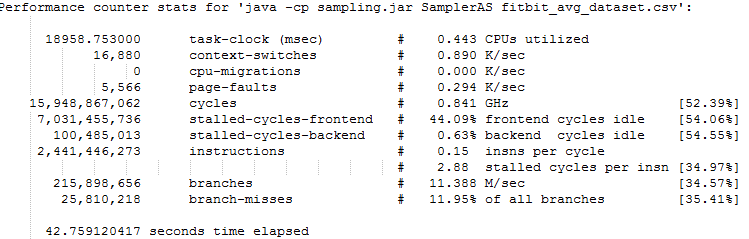 Performance counter stats for 'java -cp sampling.jar SamplerAS fitbit_avg_dataset.csv':
18958.753000 task-clock (msec) # 0.443 CPUs utilized
16,880 context-switches # 0.890 K/sec
0 cpu-migrations # 0.000 K/sec
5,566 page-faults # 0.294 K/sec
15,948,867,062 cycles # 0.841 GHz [52.39%]
7,031,455,736 stalled-cycles-frontend # 44.09% frontend cycles idle [54.06%]
100,485,013 stalled-cycles-backend # 0.63% backend cycles idle [54.55%]
2,441,446,273 instructions # 0.15 insns per cycle
# 2.88 stalled cycles per insn [34.97%]
215,898,656 branches # 11.388 M/sec [34.57%]
25,810,218 branch-misses # 11.95% of all branches [35.41%]
42.759120417 seconds time elapsed